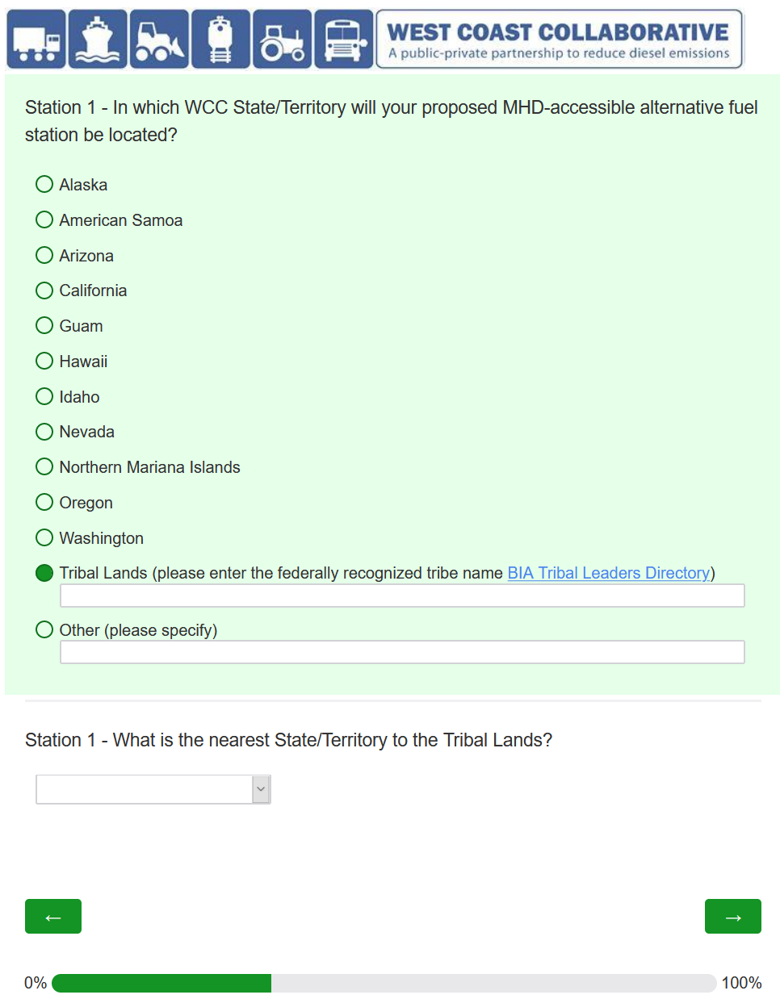 WEST COAST COLLABORATIVE
A public-private partnership to reduce diesel emissions
Station 1 - In which WCC State/Territory will your proposed MHD-accessible alternative fuel
station be located?
Alaska
American Samoa
Arizona
California
Guam
Hawaii
Idaho
Nevada
Northern Mariana Islands
Oregon
Washington
Tribal Lands (please enter the federally recognized tribe name BIA Tribal Leaders Directory)
Other (please specify)
Station 1 - What is the nearest State/Territory to the Tribal Lands?
← →
0% 100%